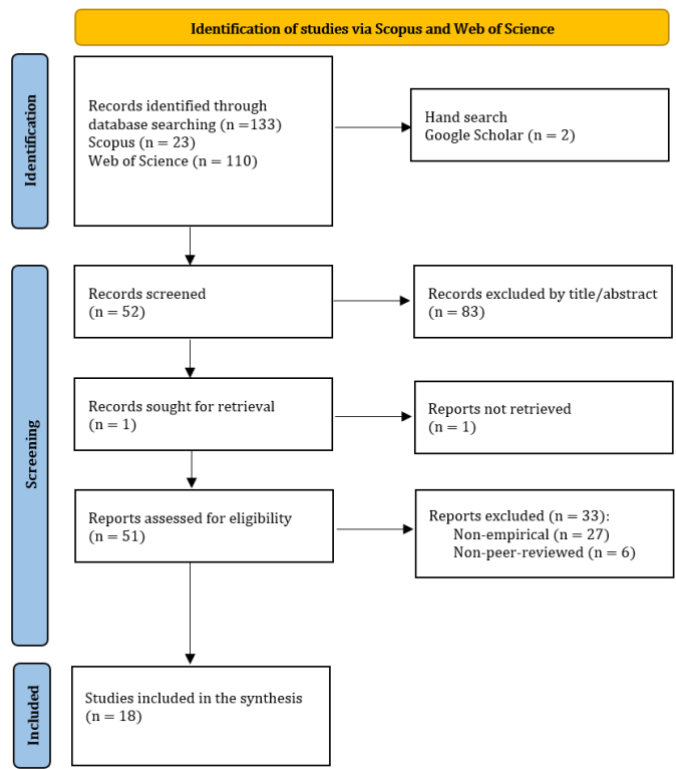 Identification of studies via Scopus and Web of Science
Identification
Records identified through
database searching (n =133)
Scopus (n = 23)
Web of Science (n = 110)
Hand search
Google Scholar (n = 2)
Screening
Records screened
(n = 52)
Records excluded by title/abstract
(n = 83)
Records sought for retrieval
(n = 1)
Reports not retrieved
(n = 1)
Reports assessed for eligibility
(n = 51)
Reports excluded (n = 33):
Non-empirical (n = 27)
Non-peer-reviewed (n = 6)
Included
Studies included in the synthesis
(n = 18)